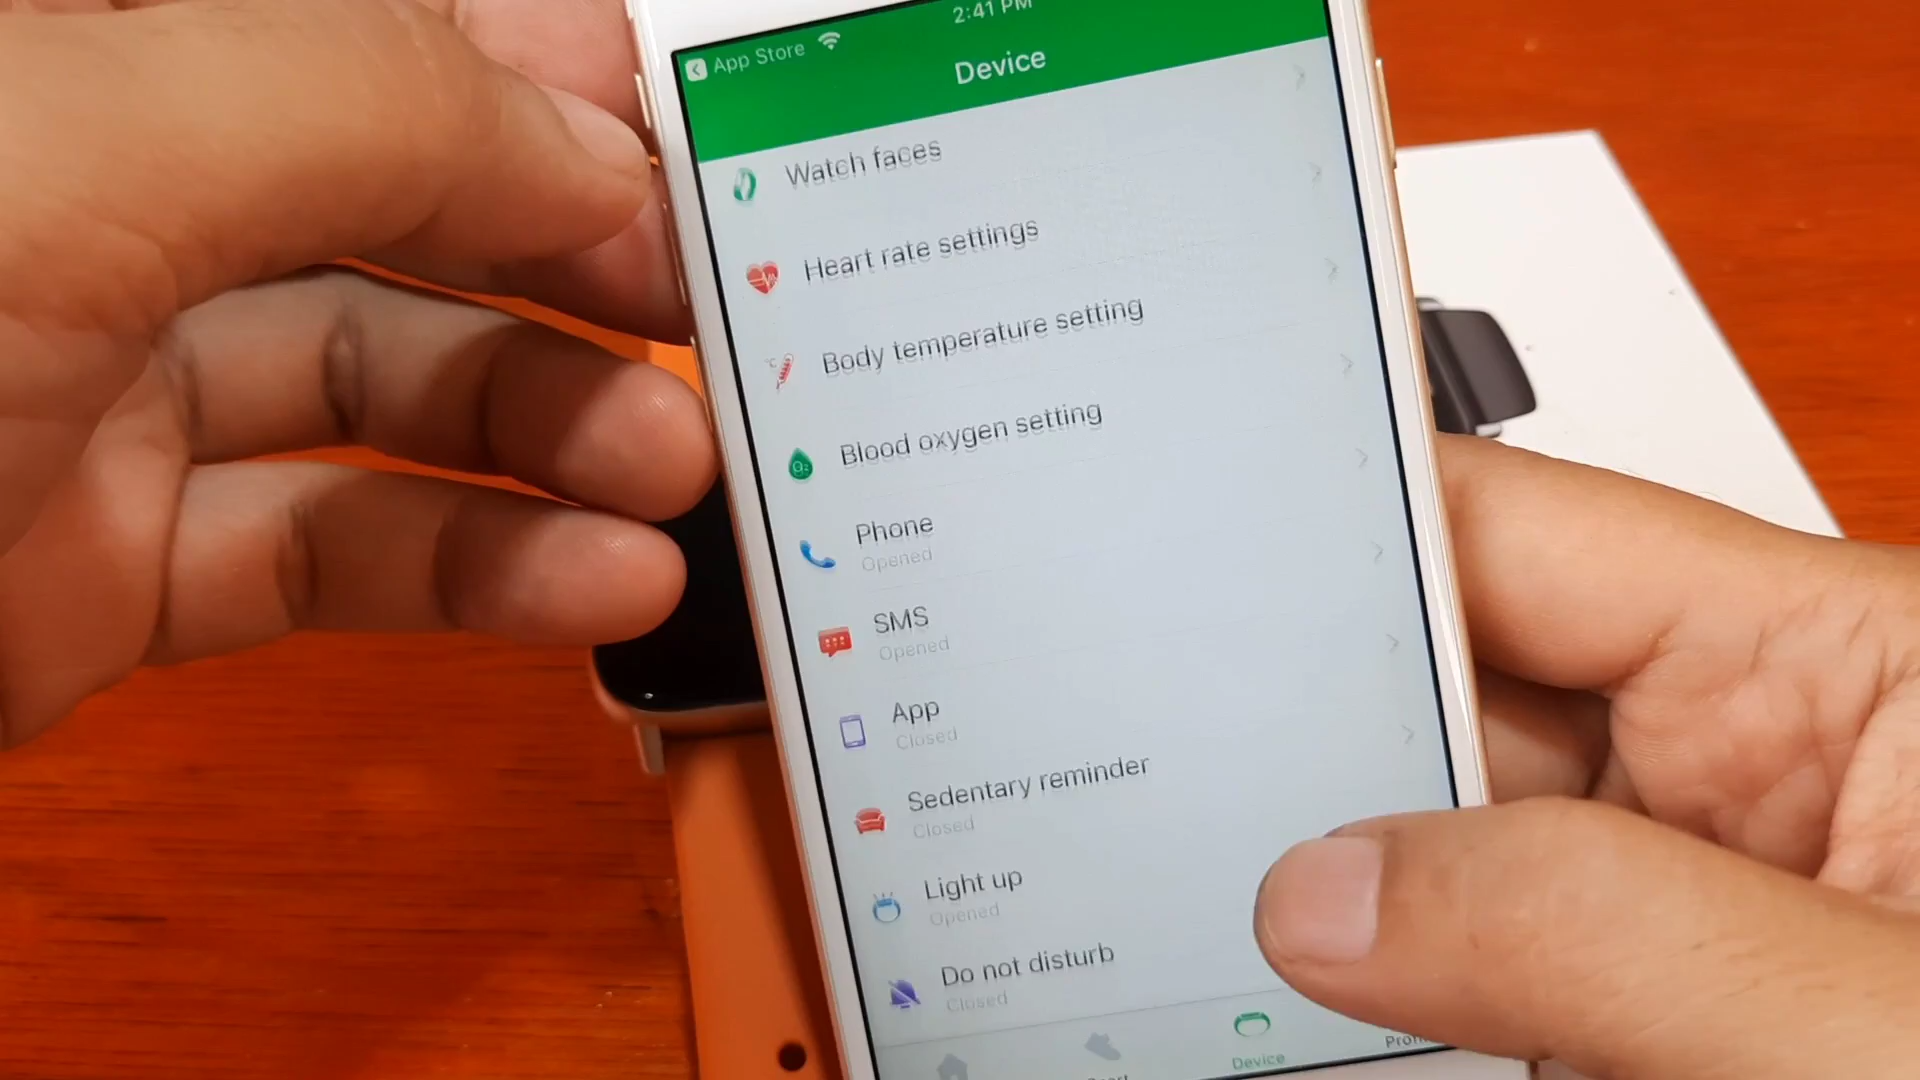 2:41 PM
App Store
Device
Watch faces
Heart rate settings
Body temperature setting
Blood oxygen setting
Phone
Opened
SMS
Opened
App
Closed
Sedentary reminder
Closed
Light up
Opened
Do not disturb
Closed
Device